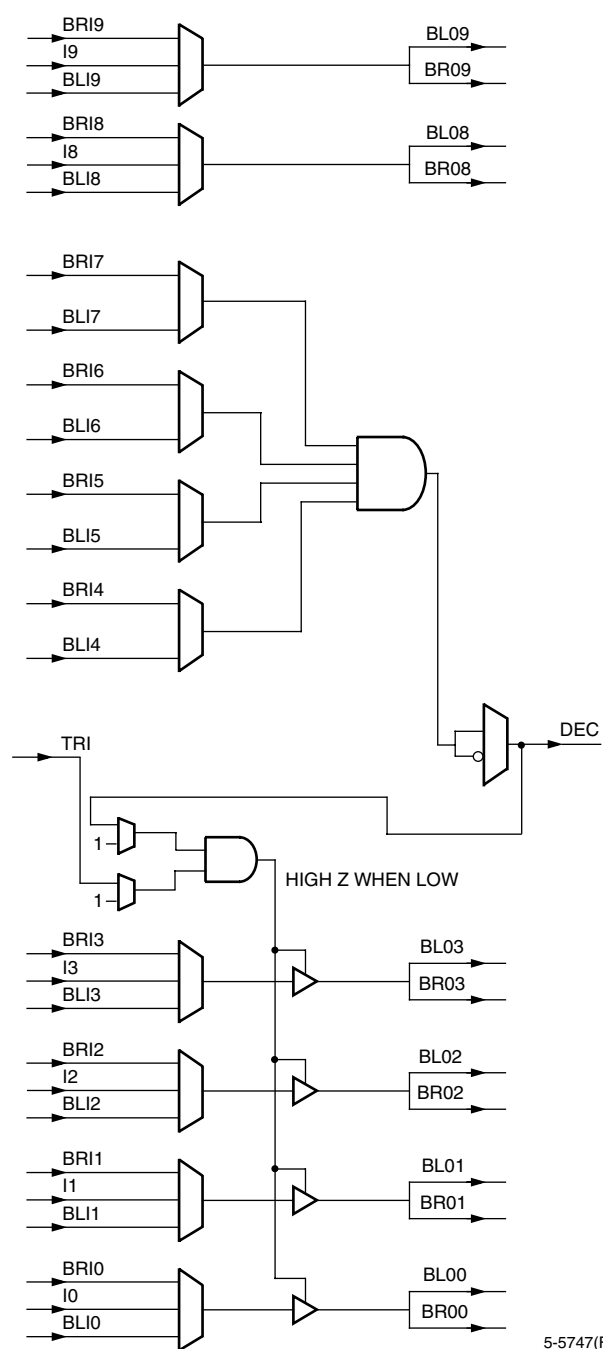 BRI9
I9
BLI9
BL09
BR09
BRI8
I8
BLI8
BL08
BR08
BRI7
BLI7
BRI6
BLI6
BRI5
BLI5
BRI4
BLI4
DEC
TRI
1
1
HIGH Z WHEN LOW
BRI3
I3
BLI3
BL03
BR03
BRI2
I2
BLI2
BL02
BR02
BRI1
I1
BLI1
BL01
BR01
BRI0
I0
BLI0
BL00
BR00
5-5747(F